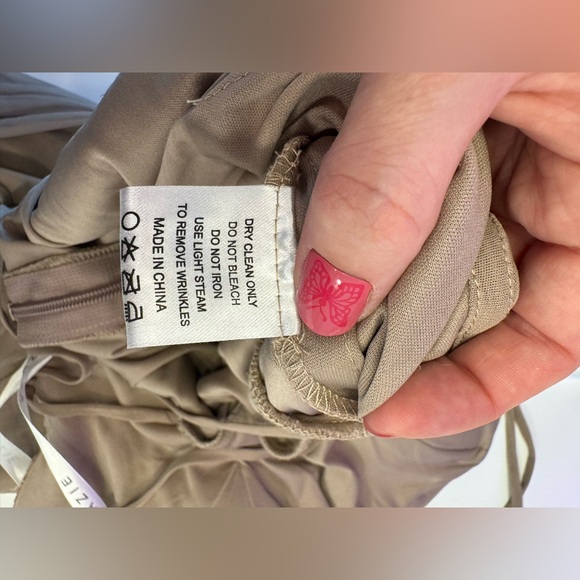 DRY CLEAN ONLY
DO NOT BLEACH
DO NOT IRON
USE LIGHT STEAM
TO REMOVE WRINKLES
MADE IN CHINA